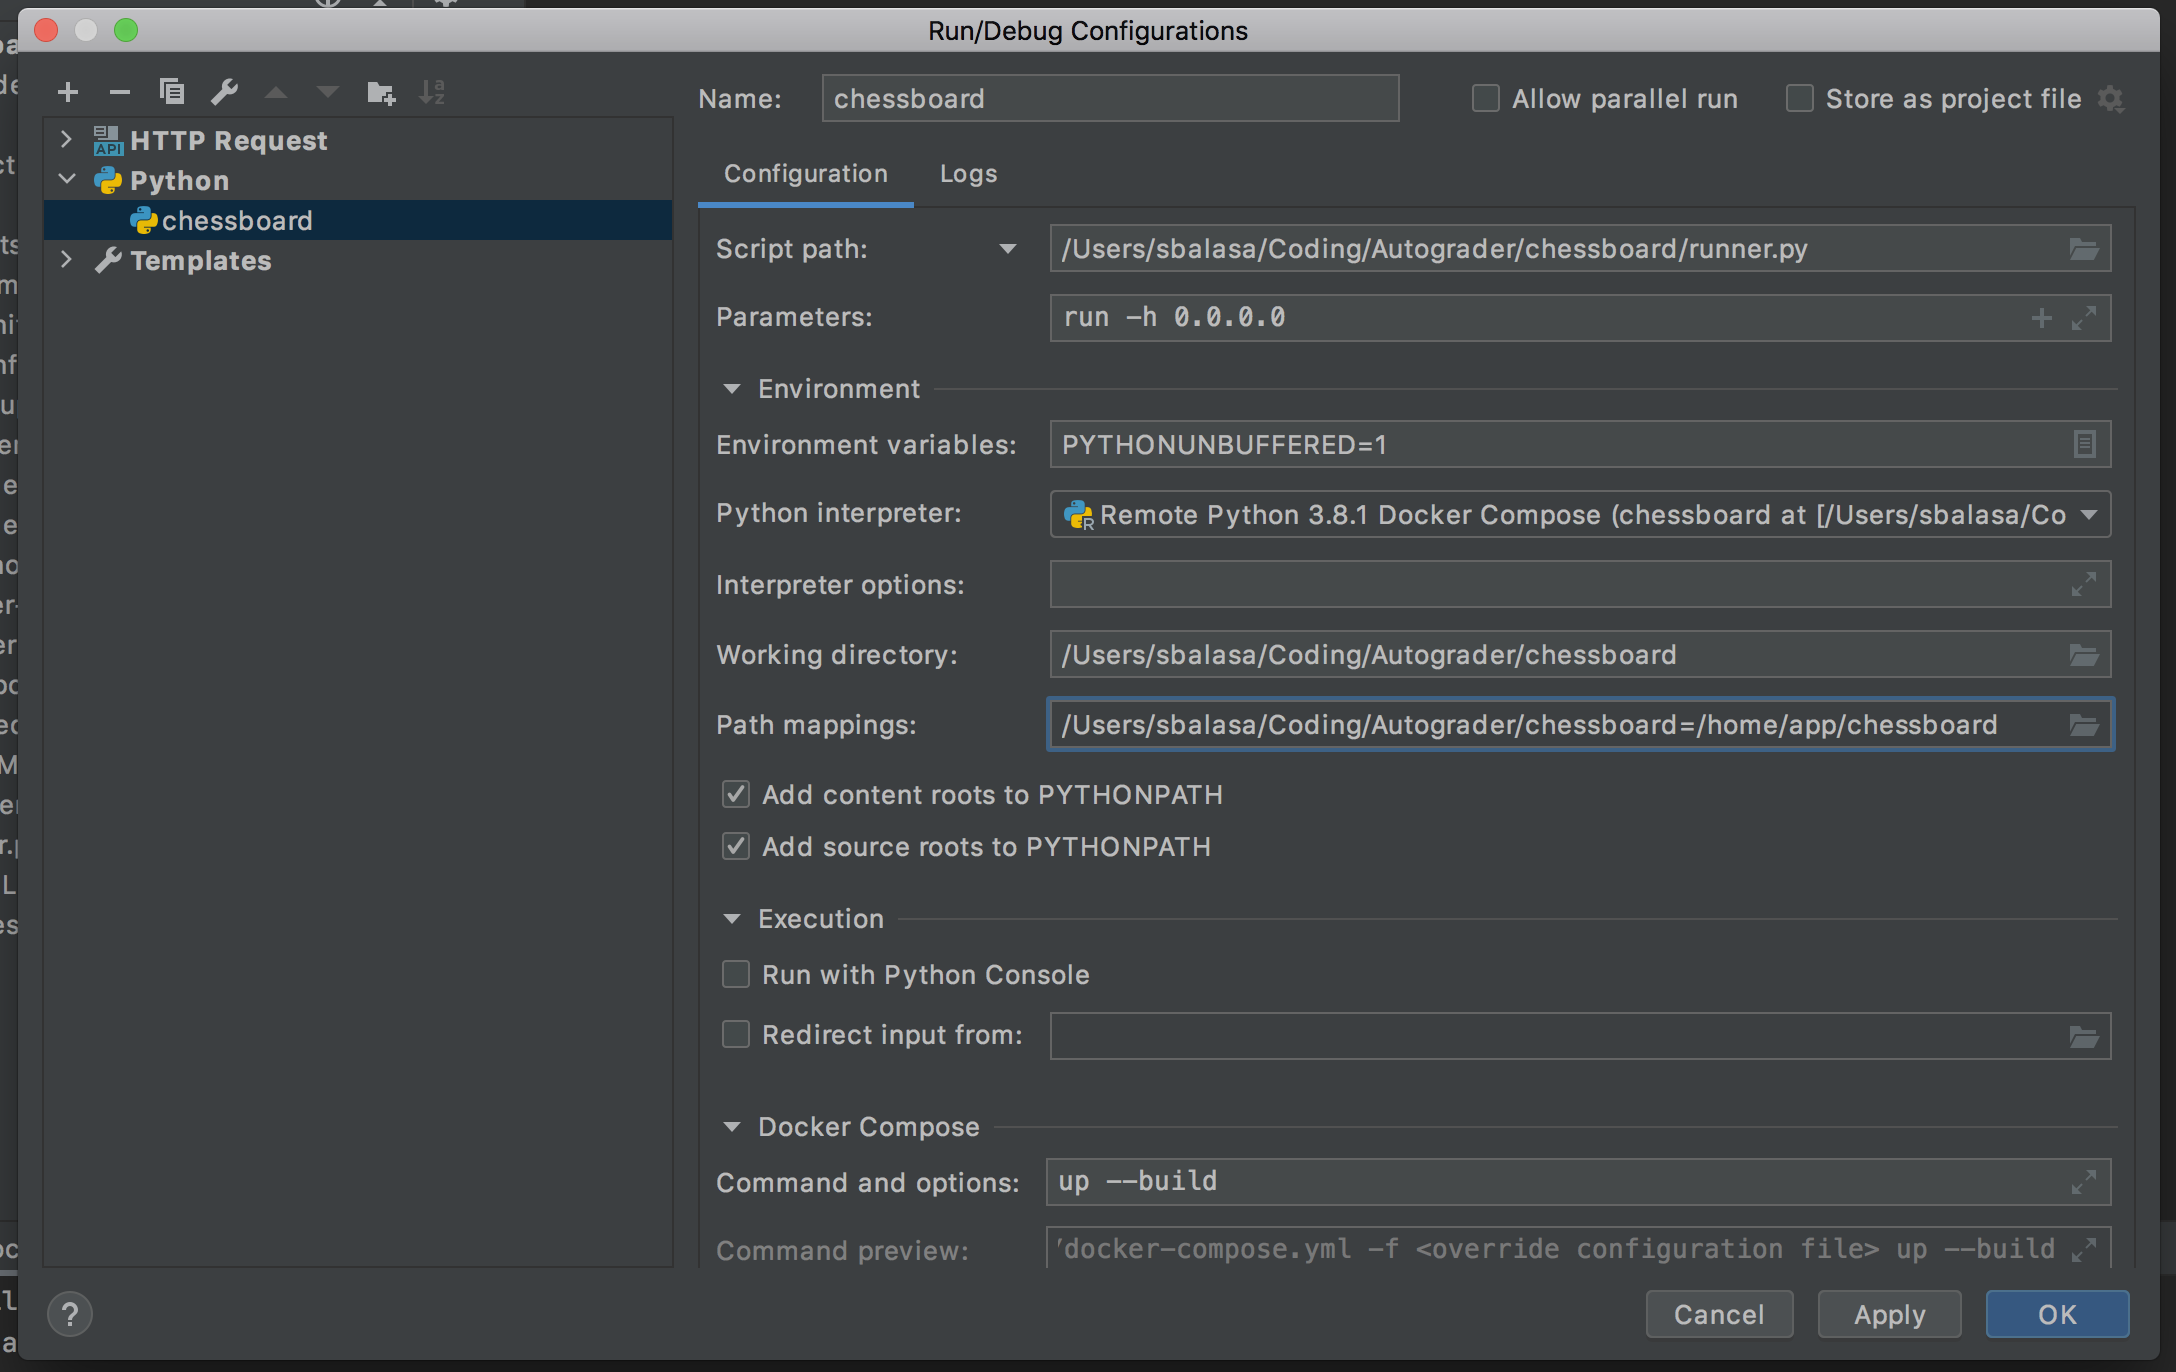 Run/Debug Configurations
Name: chessboard
Allow parallel run
Store as project file
API HTTP Request
Python
chessboard
Templates
Configuration Logs
Script path: /Users/sbalasa/Coding/Autograder/chessboard/runner.py
Parameters: run -h 0.0.0.0
Environment
Environment variables: PYTHONUNBUFFERED=1
Python interpreter: Remote Python 3.8.1 Docker Compose (chessboard at [/Users/sbalasa/Co
Interpreter options:
Working directory: /Users/sbalasa/Coding/Autograder/chessboard
Path mappings: /Users/sbalasa/Coding/Autograder/chessboard=/home/app/chessboard
Add content roots to PYTHONPATH
Add source roots to PYTHONPATH
Execution
Run with Python Console
Redirect input from:
Docker Compose
Command and options: up --build
Command preview: /docker-compose.yml -f <override configuration file> up --build
? Cancel Apply OK